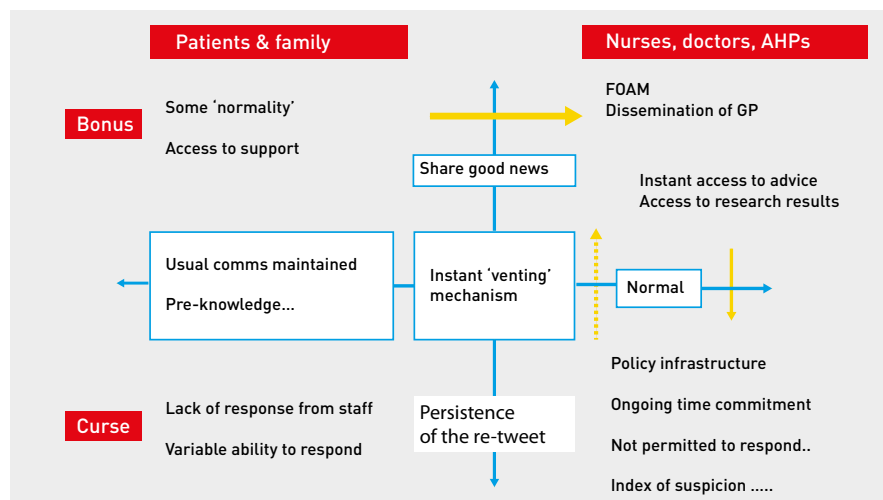 Patients & family
Nurses, doctors, AHPs
Bonus
Some ‘normality’
Access to support
FOAM
Dissemination of GP
Share good news
Instant access to advice
Access to research results
Usual comms maintained
Pre-knowledge...
Instant ‘venting’
mechanism
Normal
Curse
Lack of response from staff
Variable ability to respond
Persistence
of the re-tweet
Policy infrastructure
Ongoing time commitment
Not permitted to respond..
Index of suspicion .....